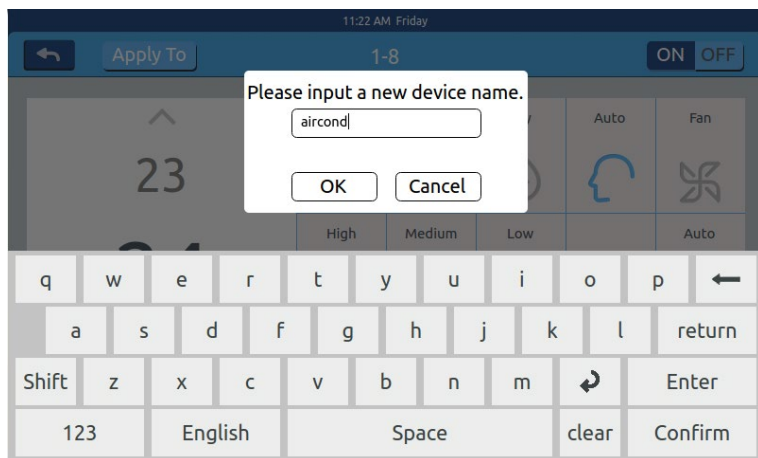 11:22 AM Friday
Apply To 1-8 ON OFF
Please input a new device name.
aircond
OK Cancel
Auto Fan
23
High Medium Low Auto
q w e r t y u i o p
a s d f g h j k l return
Shift z x c v b n m Enter
123 English Space clear Confirm